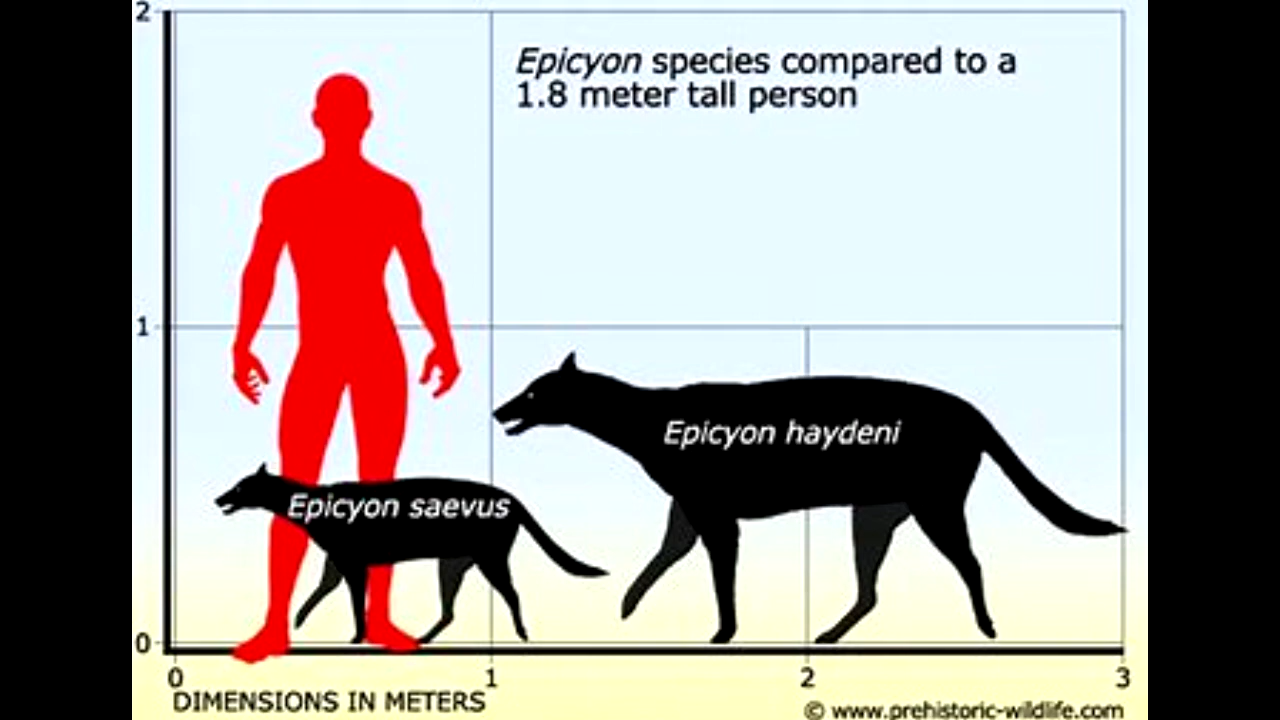 2
Epicyon species compared to a
1.8 meter tall person
1
Epicyon haydeni
Epicyon saevus
0
0 1 2 3
DIMENSIONS IN METERS
© www.prehistoric-wildlife.com